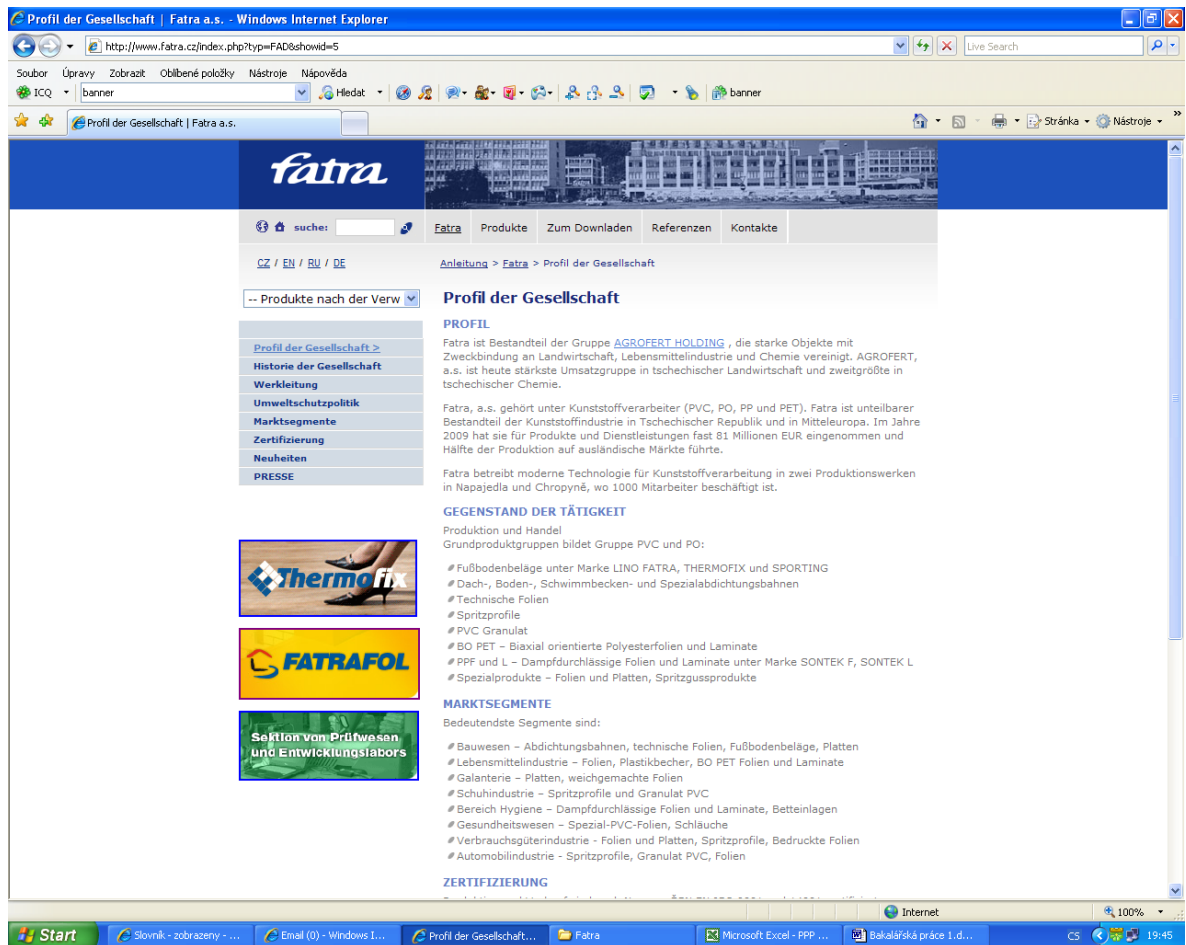 Profil der Gesellschaft | Fatra a.s. - Windows Internet Explorer
http://www.fatra.cz/index.php?typ=FAD&showid=5
Live Search
Soubor Úpravy Zobrazit Oblíbené položky Nástroje Nápověda
ICQ banner Hledat banner
Profil der Gesellschaft | Fatra a.s.
Stránka Nástroje »
fatra
suche:
Fatra Produkte Zum Downladen Referenzen Kontakte
CZ / EN / RU / DE
Anleitung > Fatra > Profil der Gesellschaft
-- Produkte nach der Verw
Profil der Gesellschaft >
Historie der Gesellschaft
Werkleitung
Umweltschutzpolitik
Marktsegmente
Zertifizierung
Neuheiten
PRESSE
Thermofix
FATRAFOL
Sektion von Prüfwesen
und Entwicklungslabors
Profil der Gesellschaft
PROFIL
Fatra ist Bestandteil der Gruppe AGROFERT HOLDING , die starke Objekte mit
Zweckbindung an Landwirtschaft, Lebensmittelindustrie und Chemie vereinigt. AGROFERT,
a.s. ist heute stärkste Umsatzgruppe in tschechischer Landwirtschaft und zweitgrößte in
tschechischer Chemie.
Fatra, a.s. gehört unter Kunststoffverarbeiter (PVC, PO, PP und PET). Fatra ist unteilbarer
Bestandteil der Kunststoffindustrie in Tschechischer Republik und in Mitteleuropa. Im Jahre
2009 hat sie für Produkte und Dienstleistungen fast 81 Millionen EUR eingenommen und
Hälfte der Produktion auf ausländische Märkte führte.
Fatra betreibt moderne Technologie für Kunststoffverarbeitung in zwei Produktionswerken
in Napajedla und Chropyně, wo 1000 Mitarbeiter beschäftigt ist.
GEGENSTAND DER TÄTIGKEIT
Produktion und Handel
Grundproduktgruppen bildet Gruppe PVC und PO:
Fußbodenbeläge unter Marke LINO FATRA, THERMOFIX und SPORTING
Dach-, Boden-, Schwimmbecken- und Spezialabdichtungsbahnen
Technische Folien
Spritzprofile
PVC Granulat
BO PET – Biaxial orientierte Polyesterfolien und Laminate
PPF und L – Dampfdurchlässige Folien und Laminate unter Marke SONTEK F, SONTEK L
Spezialprodukte – Folien und Platten, Spritzgussprodukte
MARKTSEGMENTE
Bedeutendste Segmente sind:
Bauwesen – Abdichtungsbahnen, technische Folien, Fußbodenbeläge, Platten
Lebensmittelindustrie – Folien, Plastikbecher, BO PET Folien und Laminate
Galanterie – Platten, weichgemachte Folien
Schuhindustrie – Spritzprofile und Granulat PVC
Bereich Hygiene – Dampfdurchlässige Folien und Laminate, Betteinlagen
Gesundheitswesen – Spezial-PVC-Folien, Schläuche
Verbrauchsgüterindustrie - Folien und Platten, Spritzprofile, Bedruckte Folien
Automobilindustrie - Spritzprofile, Granulat PVC, Folien
ZERTIFIZIERUNG
Internet 100%
Start Slovník - zobrazeny - ... Email (0) - Windows I... Profil der Gesellschaft... Fatra Microsoft Excel - PPP ... Bakalářská práce 1.d... CS 19:45